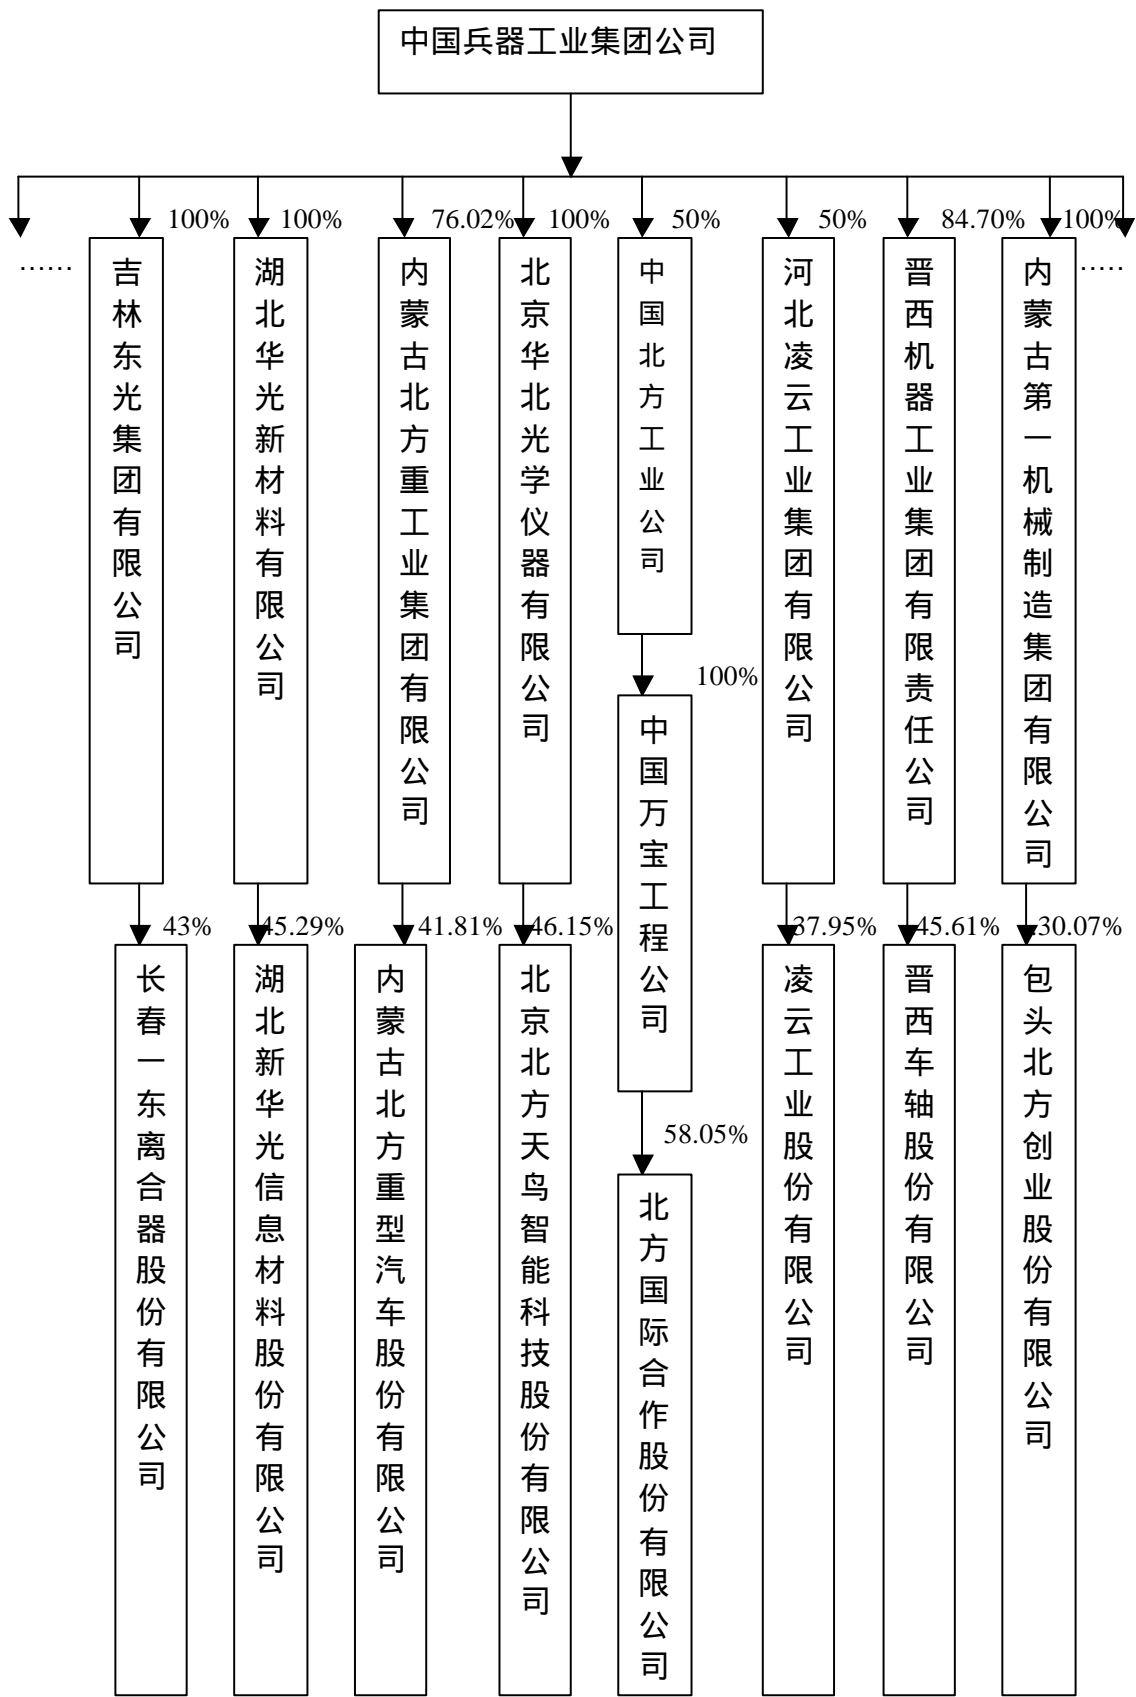 中国兵器工业集团公司
100%
100%
76.02%
100%
50%
50%
84.70%
100%
……
吉林东光集团有限公司
湖北华光新材料有限公司
内蒙古北方重工业集团有限公司
北京华北光学仪器有限公司
中国北方工业公司
河北凌云工业集团有限公司
晋西机器工业集团有限责任公司
内蒙古第一机械制造集团有限公司
.....
100%
中国万宝工程公司
43%
45.29%
41.81%
46.15%
37.95%
45.61%
30.07%
长春一东离合器股份有限公司
湖北新华光信息材料股份有限公司
内蒙古北方重型汽车股份有限公司
北京北方天鸟智能科技股份有限公司
58.05%
北方国际合作股份有限公司
凌云工业股份有限公司
晋西车轴股份有限公司
包头北方创业股份有限公司